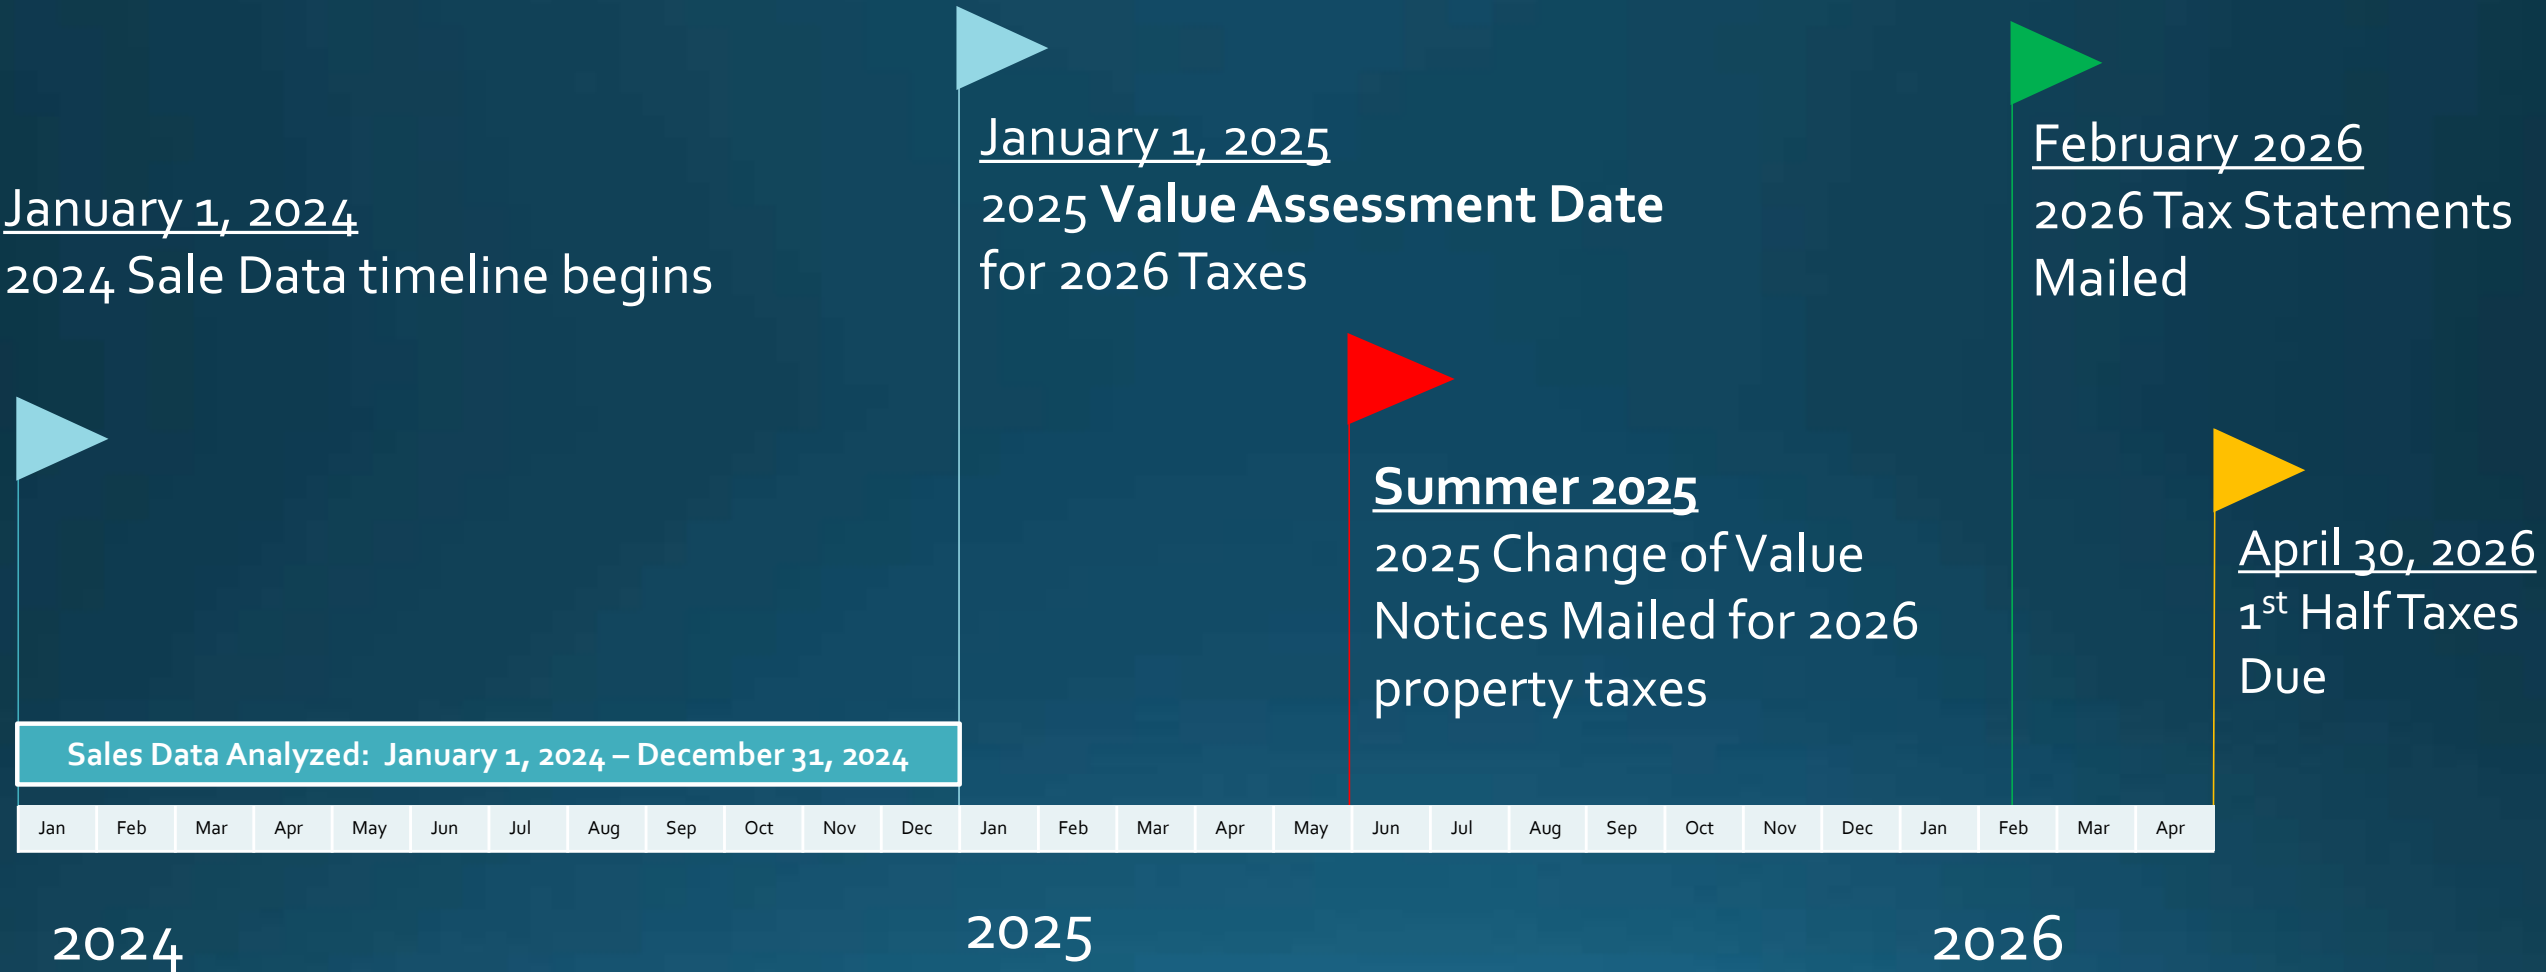 January 1, 2024
2024 Sale Data timeline begins
January 1, 2025
2025 Value Assessment Date
for 2026 Taxes
Summer 2025
2025 Change of Value
Notices Mailed for 2026
property taxes
February 2026
2026 Tax Statements
Mailed
April 30, 2026
1st Half Taxes
Due
Sales Data Analyzed: January 1, 2024 – December 31, 2024
Jan Feb Mar Apr May Jun Jul Aug Sep Oct Nov Dec Jan Feb Mar Apr May Jun Jul Aug Sep Oct Nov Dec Jan Feb Mar Apr
2024 2025 2026